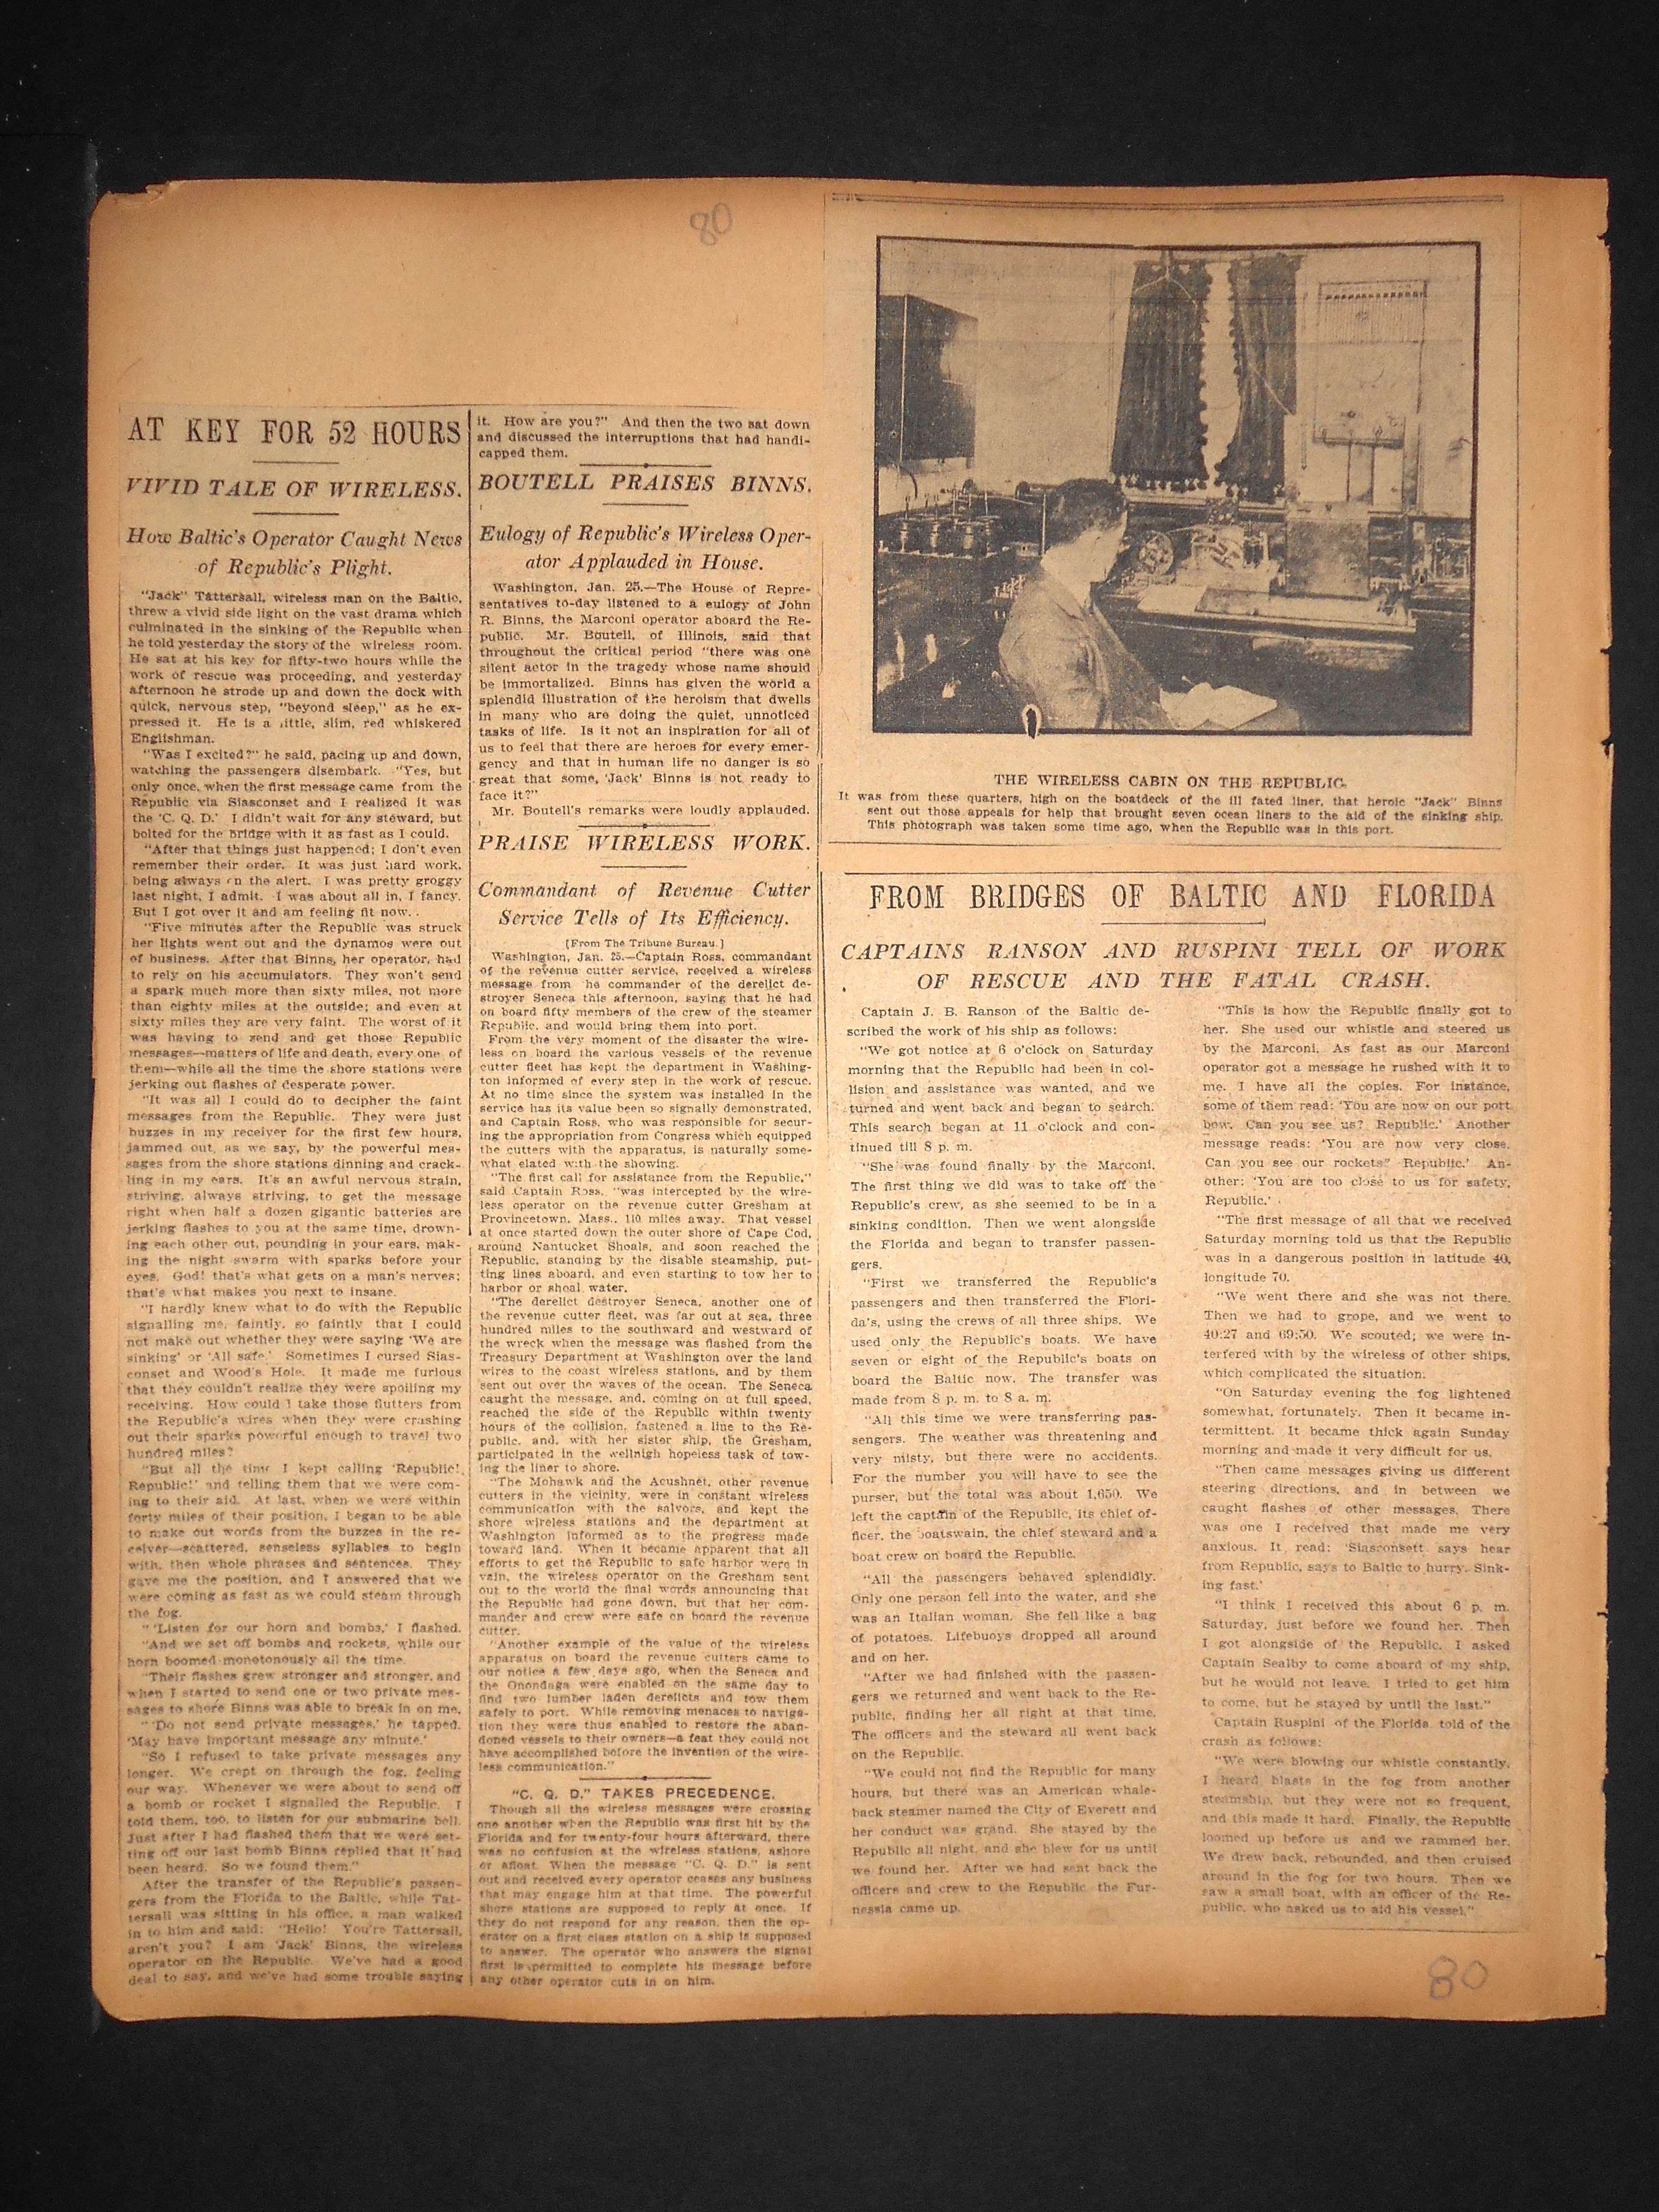 80
AT KEY FOR 52 HOURS
VIVID TALE OF WIRELESS.
How Baltic's Operator Caught News
of Republic's Plight.
"Jack" Tattersall, wireless man on the Baltic,
threw a vivid side light on the vast drama which
culminated in the sinking of the Republic when
he told yesterday the story of the wireless room.
He sat at his key for fifty-two hours while the
work of rescue was proceeding, and yesterday
afternoon he strode up and down the dock with
quick, nervous step, "beyond sleep," as he ex-
pressed it. He is a little, slim, red whiskered
Englishman.
"Was I excited?" he said, pacing up and down,
watching the passengers disembark. "Yes, but
only once, when the first message came from the
Republic via Siasconset and I realized it was
the 'C. Q. D.' I didn't wait for any steward, but
bolted for the bridge with it as fast as I could.
"After that things just happened; I don't even
remember their order. It was just hard work,
being always on the alert. I was pretty groggy
last night, I admit. I was about all in, I fancy.
But I got over it and am feeling fit now.
"Five minutes after the Republic was struck
her lights went out and the dynamos were out
of business. After that Binns, her operator, had
to rely on his accumulators. They won't send
a spark much more than sixty miles, not more
than eighty miles at the outside; and even at
sixty miles they are very faint. The worst of it
was having to send and get those Republic
messages—matters of life and death, every one of
them—while all the time the shore stations were
jerking out flashes of desperate power.
"It was all I could do to decipher the faint
messages from the Republic. They were just
buzzes in my receiver for the first few hours,
jammed out, as we say, by the powerful mes-
sages from the shore stations dinning and crack-
ling in my ears. It's an awful nervous strain,
striving, always striving, to get the message
right when half a dozen gigantic batteries are
jerking flashes to you at the same time, drown-
ing each other out, pounding in your ears, mak-
ing the night swarm with sparks before your
eyes. God! that's what gets on a man's nerves;
that's what makes you next to insane.
"I hardly knew what to do with the Republic
signalling me, faintly, so faintly that I could
not make out whether they were saying 'We are
sinking' or 'All safe.' Sometimes I cursed Sias-
conset and Wood's Hole. It made me furious
that they couldn't realize they were spoiling my
receiving. How could I take those flutters from
the Republic's wires when they were crashing
out their sparks powerful enough to travel two
hundred miles?
"But all the time I kept calling 'Republic!,
Republic!' and telling them that we were com-
ing to their aid. At last, when we were within
forty miles of their position, I began to be able
to make out words from the buzzes in the re-
ceiver—scattered, senseless syllables to begin
with, then whole phrases and sentences. They
gave me the position, and I answered that we
were coming as fast as we could steam through
the fog.
"'Listen for our horn and bombs,' I flashed.
"And we set off bombs and rockets, while our
horn boomed monotonously all the time.
"Their flashes grew stronger and stronger, and
when I started to send one or two private mes-
sages to shore Binns was able to break in on me.
"'Do not send private messages,' he tapped.
'May have important message any minute.'
"So I refused to take private messages any
longer. We crept on through the fog, feeling
our way. Whenever we were about to send off
a bomb or rocket I signalled the Republic. I
told them, too, to listen for our submarine bell.
Just after I had flashed them that we were set-
ting off our last bomb Binns replied that it had
been heard. So we found them."
After the transfer of the Republic's passen-
gers from the Florida to the Baltic, while Tat-
tersall was sitting in his office, a man walked
in to him and said: "Hello! You're Tattersall,
aren't you? I am 'Jack' Binns, the wireless
operator on the Republic. We've had a good
deal to say, and we've had some trouble saying
it. How are you?" And then the two sat down
and discussed the interruptions that had handi-
capped them.
BOUTELL PRAISES BINNS.
Eulogy of Republic's Wireless Oper-
ator Applauded in House.
Washington, Jan. 25.—The House of Repre-
sentatives to-day listened to a eulogy of John
R. Binns, the Marconi operator aboard the Re-
public. Mr. Boutell, of Illinois, said that
throughout the critical period "there was one
silent actor in the tragedy whose name should
be immortalized. Binns has given the world a
splendid illustration of the heroism that dwells
in many who are doing the quiet, unnoticed
tasks of life. Is it not an inspiration for all of
us to feel that there are heroes for every emer-
gency and that in human life no danger is so
great that some 'Jack' Binns is not ready to
face it?"
Mr. Boutell's remarks were loudly applauded.
PRAISE WIRELESS WORK.
Commandant of Revenue Cutter
Service Tells of Its Efficiency.
[From The Tribune Bureau.]
Washington, Jan. 25.—Captain Ross, commandant
of the revenue cutter service, received a wireless
message from he commander of the derelict de-
stroyer Seneca this afternoon, saying that he had
on board fifty members of the crew of the steamer
Republic, and would bring them into port.
From the very moment of the disaster the wire-
less on board the various vessels of the revenue
cutter fleet has kept the department in Washing-
ton informed of every step in the work of rescue.
At no time since the system was installed in the
service has its value been so signally demonstrated,
and Captain Ross, who was responsible for secur-
ing the appropriation from Congress which equipped
the cutters with the apparatus, is naturally some-
what elated with the showing.
"The first call for assistance from the Republic,"
said Captain Ross, "was intercepted by the wire-
less operator on the revenue cutter Gresham at
Provincetown, Mass., 110 miles away. That vessel
at once started down the outer shore of Cape Cod,
around Nantucket Shoals, and soon reached the
Republic, standing by the disable steamship, put-
ting lines aboard, and even starting to tow her to
harbor or shoal water.
"The derelict destroyer Seneca, another one of
the revenue cutter fleet, was far out at sea, three
hundred miles to the southward and westward of
the wreck when the message was flashed from the
Treasury Department at Washington over the land
wires to the coast wireless stations, and by them
sent out over the waves of the ocean. The Seneca
caught the message, and, coming on at full speed,
reached the side of the Republic within twenty
hours of the collision, fastened a line to the Re-
public, and, with her sister ship, the Gresham,
participated in the wellnigh hopeless task of tow-
ing the liner to shore.
"The Mohawk and the Acushnet, other revenue
cutters in the vicinity, were in constant wireless
communication with the salvors, and kept the
shore wireless stations and the department at
Washington informed as to the progress made
toward land. When it became apparent that all
efforts to get the Republic to safe harbor were in
vain, the wireless operator on the Gresham sent
out to the world the final words announcing that
the Republic had gone down, but that her com-
mander and crew were safe on board the revenue
cutter.
"Another example of the value of the wireless
apparatus on board the revenue cutters came to
our notice a few days ago, when the Seneca and
the Onondaga were enabled on the same day to
find two lumber laden derelicts and tow them
safely to port. While removing menaces to naviga-
tion they were thus enabled to restore the aban-
doned vessels to their owners—a feat they could not
have accomplished before the invention of the wire-
less communication."
"C. Q. D." TAKES PRECEDENCE.
Though all the wireless messages were crossing
one another when the Republic was first hit by the
Florida and for twenty-four hours afterward, there
was no confusion at the wireless stations, ashore
or afloat. When the message "C. Q. D." is sent
out and received every operator ceases any business
that may engage him at that time. The powerful
shore stations are supposed to reply at once. If
they do not respond for any reason, then the op-
erator on a first class station on a ship is supposed
to answer. The operator who answers the signal
first is permitted to complete his message before
any other operator cuts in on him.
THE WIRELESS CABIN ON THE REPUBLIC.
It was from these quarters, high on the boatdeck of the ill fated liner, that heroic "Jack" Binns
sent out those appeals for help that brought seven ocean liners to the aid of the sinking ship.
This photograph was taken some time ago, when the Republic was in this port.
FROM BRIDGES OF BALTIC AND FLORIDA
CAPTAINS RANSON AND RUSPINI TELL OF WORK
OF RESCUE AND THE FATAL CRASH.
Captain J. B. Ranson of the Baltic de-
scribed the work of his ship as follows:
"We got notice at 6 o'clock on Saturday
morning that the Republic had been in col-
lision and assistance was wanted, and we
turned and went back and began to search.
This search began at 11 o'clock and con-
tinued till 8 p. m.
"She was found finally by the Marconi.
The first thing we did was to take off the
Republic's crew, as she seemed to be in a
sinking condition. Then we went alongside
the Florida and began to transfer passen-
gers.
"First we transferred the Republic's
passengers and then transferred the Flori-
da's, using the crews of all three ships. We
used only the Republic's boats. We have
seven or eight of the Republic's boats on
board the Baltic now. The transfer was
made from 8 p. m. to 8 a. m.
"All this time we were transferring pas-
sengers. The weather was threatening and
very misty, but there were no accidents.
For the number you will have to see the
purser, but the total was about 1,650. We
left the captain of the Republic, its chief of-
ficer, the boatswain, the chief steward and a
boat crew on board the Republic.
"All the passengers behaved splendidly.
Only one person fell into the water, and she
was an Italian woman. She fell like a bag
of potatoes. Lifebuoys dropped all around
and on her.
"After we had finished with the passen-
gers we returned and went back to the Re-
public, finding her all right at that time.
The officers and the steward all went back
on the Republic.
"We could not find the Republic for many
hours, but there was an American whale-
back steamer named the City of Everett and
her conduct was grand. She stayed by the
Republic all night, and she blew for us until
we found her. After we had sent back the
officers and crew to the Republic the Fur-
nessia came up.
"This is how the Republic finally got to
her. She used our whistle and steered us
by the Marconi. As fast as our Marconi
operator got a message he rushed with it to
me. I have all the copies. For instance,
some of them read: 'You are now on our port
bow. Can you see us? Republic.' Another
message reads: 'You are now very close.
Can you see our rockets? Republic.' An-
other: 'You are too close to us for safety.
Republic.'
"The first message of all that we received
Saturday morning told us that the Republic
was in a dangerous position in latitude 40,
longitude 70.
"We went there and she was not there.
Then we had to grope, and we went to
40:27 and 69:50. We scouted; we were in-
terfered with by the wireless of other ships,
which complicated the situation.
"On Saturday evening the fog lightened
somewhat, fortunately. Then it became in-
termittent. It became thick again Sunday
morning and made it very difficult for us.
"Then came messages giving us different
steering directions, and in between we
caught flashes of other messages. There
was one I received that made me very
anxious. It read: 'Siasconsett says hear
from Republic, says to Baltic to hurry. Sink-
ing fast.'
"I think I received this about 6 p. m.
Saturday, just before we found her. Then
I got alongside of the Republic. I asked
Captain Sealby to come aboard of my ship,
but he would not leave. I tried to get him
to come, but he stayed by until the last."
Captain Ruspini of the Florida told of the
crash as follows:
"We were blowing our whistle constantly.
I heard blasts in the fog from another
steamship, but they were not so frequent,
and this made it hard. Finally, the Republic
loomed up before us and we rammed her.
We drew back, rebounded, and then cruised
around in the fog for two hours. Then we
saw a small boat, with an officer of the Re-
public, who asked us to aid his vessel."
80